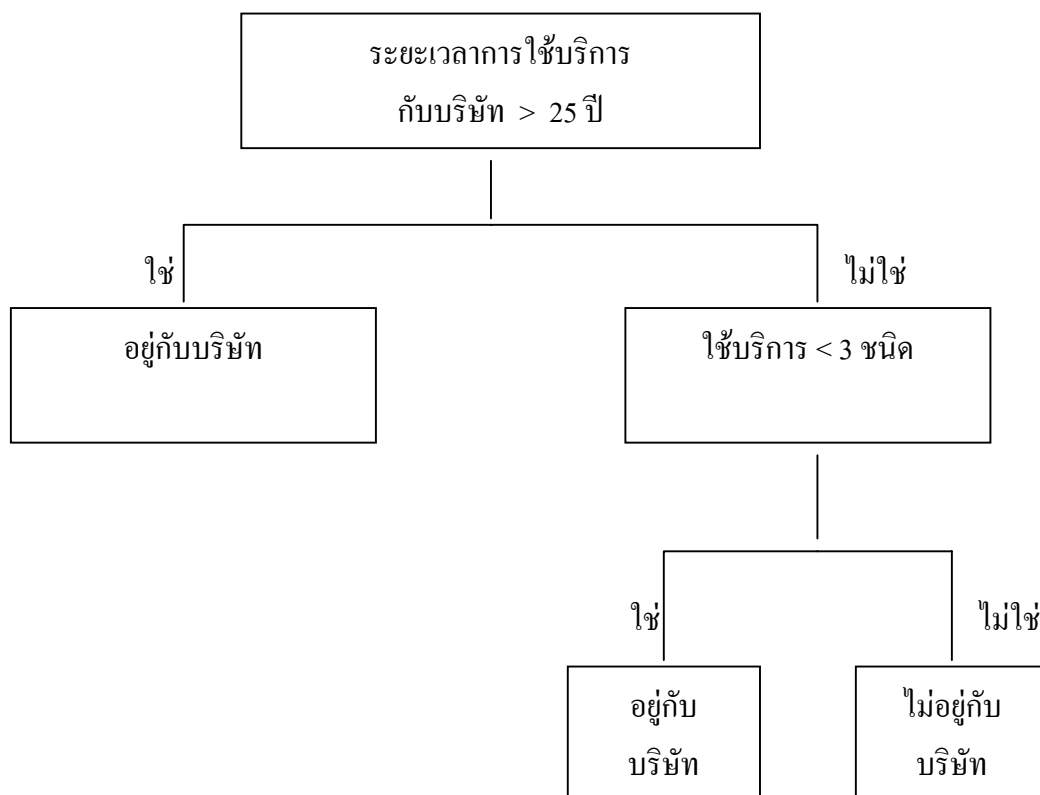 ระยะเวลาการใช้บริการ
กับบริษัท > 25 ปี
ใช่
ไม่ใช่
อยู่กับบริษัท
ใช้บริการ < 3 ชนิด
ใช่
ไม่ใช่
อยู่กับ
บริษัท
ไม่อยู่กับ
บริษัท